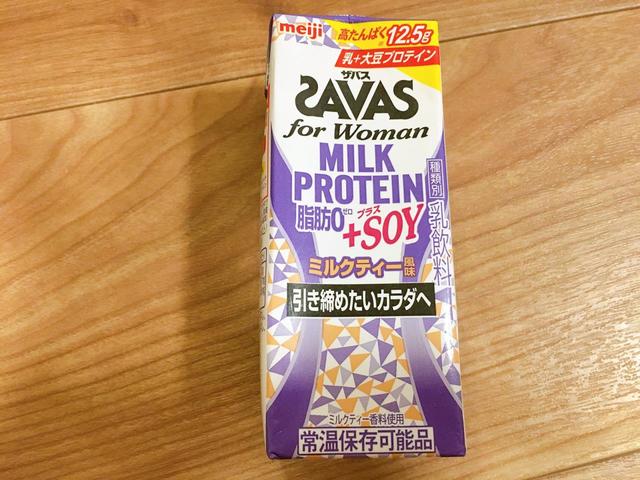 meiji
高たんぱく12.5g
乳+大豆プロテイン
ザバス
SAVAS
for Woman
MILK
PROTEIN
脂肪0ゼロ
プラス
+SOY
種類別
乳飲料
ミルクティー風味
引き締めたいカラダへ
ミルクティー香料使用
常温保存可能品